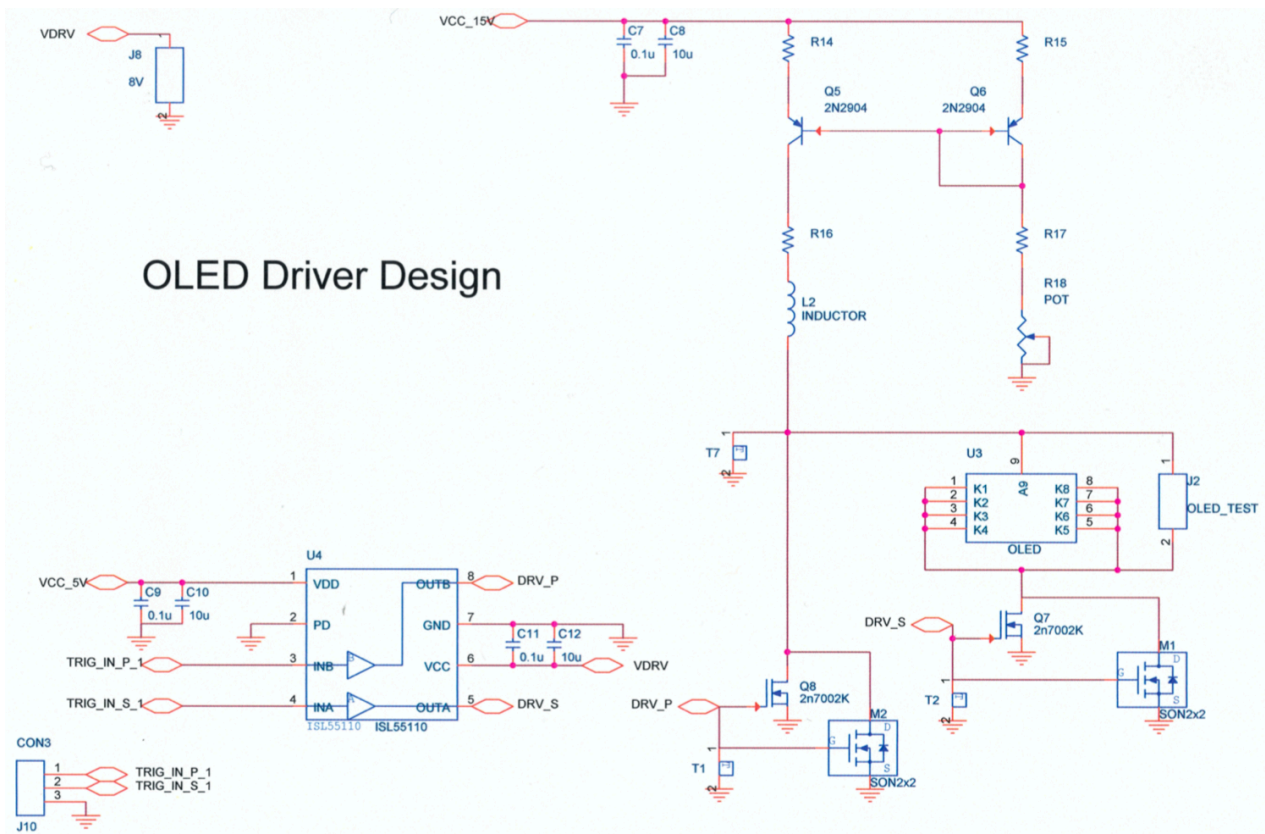 VCC_15V
VDRV
J8
8V
1
2
C7
0.1u
C8
10u
R14
R15
Q5
2N2904
Q6
2N2904
OLED Driver Design
R16
R17
R18
POT
L2
INDUCTOR
T7
1
2
U3
9
A9
1 K1
2 K2
3 K3
4 K4
K8 8
K7 7
K6 6
K5 5
OLED
1
J2
OLED_TEST
2
U4
VCC_5V
C9
0.1u
C10
10u
1 VDD
2 PD
3 INB
4 INA
B
A
OUTB 8
GND 7
VCC 6
OUTA 5
ISL55110
ISL55110
DRV_P
C11
0.1u
C12
10u
VDRV
DRV_S
TRIG_IN_P_1
TRIG_IN_S_1
DRV_S
Q7
2n7002K
M1
D
G
S
SON2x2
T2
1
2
DRV_P
Q8
2n7002K
M2
D
G
S
SON2x2
T1
1
2
CON3
1 TRIG_IN_P_1
2 TRIG_IN_S_1
3
J10